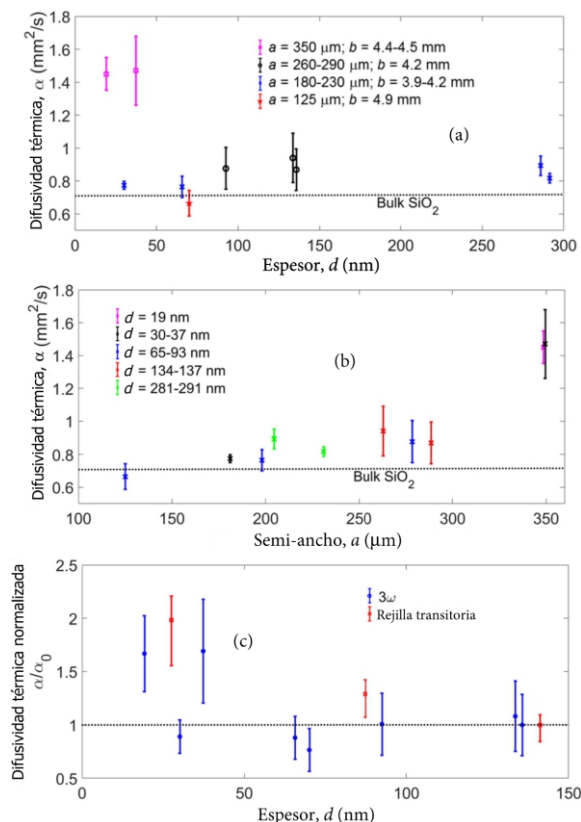 1.8
1.6
1.4
1.2
1
0.8
0.6
Difusividad térmica, α (mm²/s)
a = 350 μm; b = 4.4-4.5 mm
a = 260-290 μm; b = 4.2 mm
a = 180-230 μm; b = 3.9-4.2 mm
a = 125 μm; b = 4.9 mm
(a)
Bulk SiO₂
0 50 100 150 200 250 300
Espesor, d (nm)
1.8
1.6
1.4
1.2
1
0.8
0.6
Difusividad térmica, α (mm²/s)
d = 19 nm
d = 30-37 nm
d = 65-93 nm
d = 134-137 nm
d = 281-291 nm
(b)
Bulk SiO₂
100 150 200 250 300 350
Semi-ancho, a (μm)
2.5
2
1.5
1
0.5
Difusividad térmica normalizada
α/α₀
3ω
Rejilla transitoria
(c)
0 50 100 150
Espesor, d (nm)